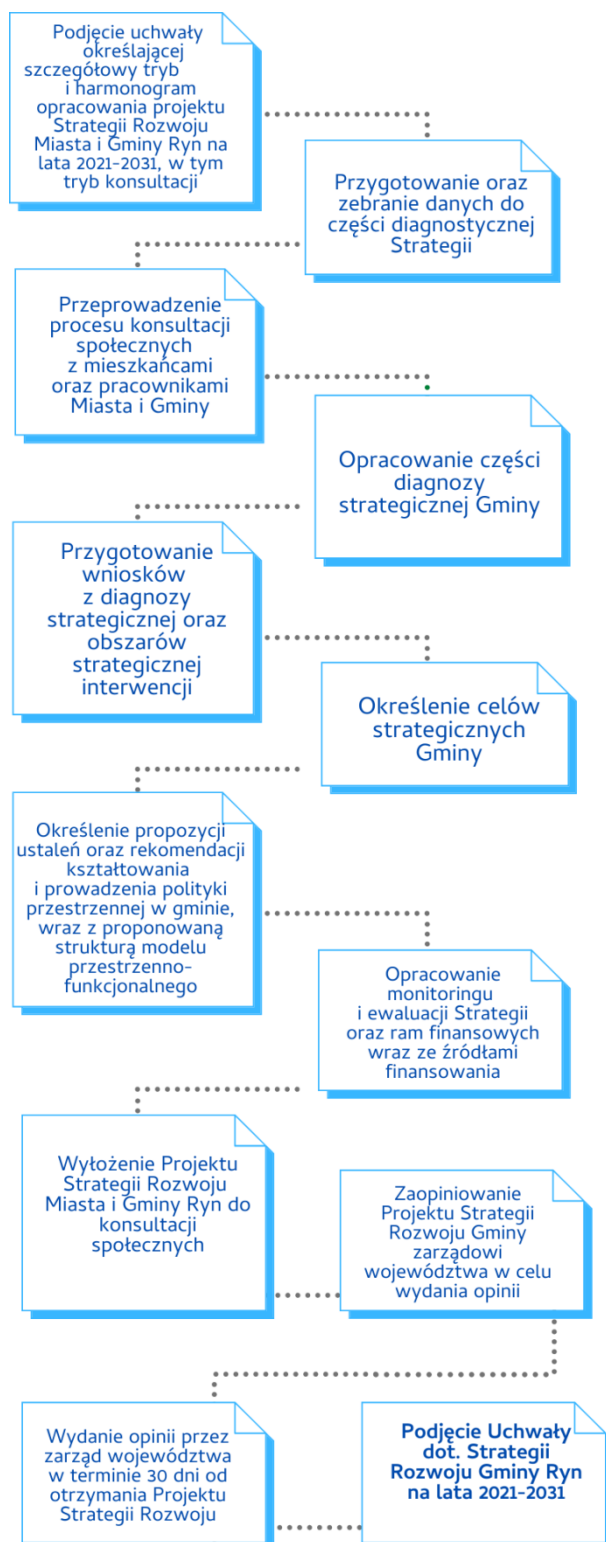 Podjęcie uchwały
określającej
szczegółowy tryb
i harmonogram
opracowania projektu
Strategii Rozwoju
Miasta i Gminy Ryn na
lata 2021-2031, w tym
tryb konsultacji
Przygotowanie oraz
zebranie danych do
części diagnostycznej
Strategii
Przeprowadzenie
procesu konsultacji
społecznych
z mieszkańcami
oraz pracownikami
Miasta i Gminy
Opracowanie części
diagnozy
strategicznej Gminy
Przygotowanie
wniosków
z diagnozy
strategicznej oraz
obszarów
strategicznej
interwencji
Określenie celów
strategicznych
Gminy
Określenie propozycji
ustaleń oraz rekomendacji
kształtowania
i prowadzenia polityki
przestrzennej w gminie,
wraz z proponowaną
strukturą modelu
przestrzenno-
funkcjonalnego
Opracowanie
monitoringu
i ewaluacji Strategii
oraz ram finansowych
wraz ze źródłami
finansowania
Wyłożenie Projektu
Strategii Rozwoju
Miasta i Gminy Ryn do
konsultacji
społecznych
Zaopiniowanie
Projektu Strategii
Rozwoju Gminy
zarządowi
województwa w celu
wydania opinii
Wydanie opinii przez
zarząd województwa
w terminie 30 dni od
otrzymania Projektu
Strategii Rozwoju
Podjęcie Uchwały
dot. Strategii
Rozwoju Gminy Ryn
na lata 2021-2031